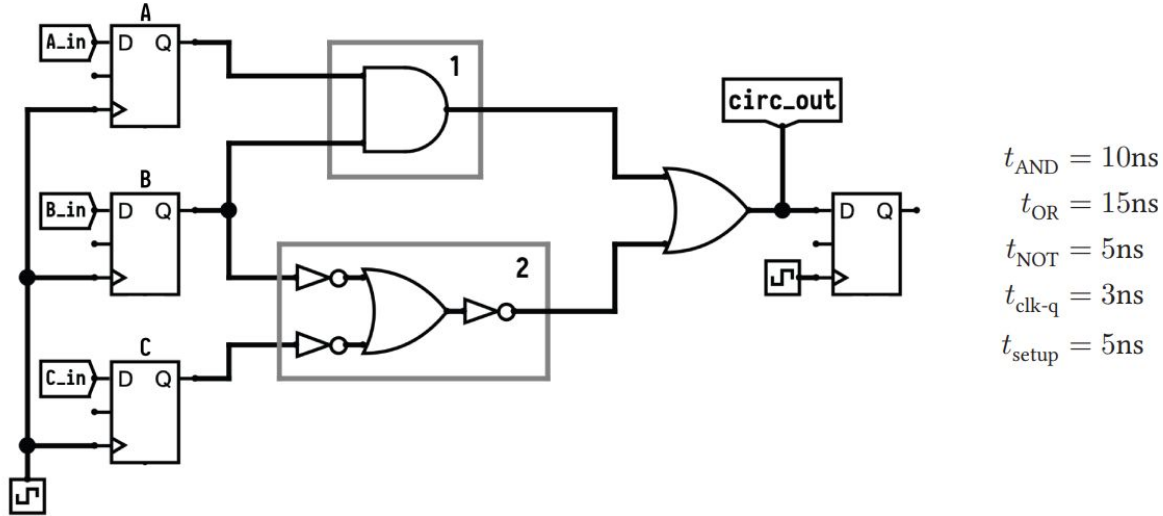 A
A_in
D Q
1
circ_out
B
B_in
D Q
D Q
2
C
C_in
D Q
t_AND = 10ns
t_OR = 15ns
t_NOT = 5ns
t_clk-q = 3ns
t_setup = 5ns